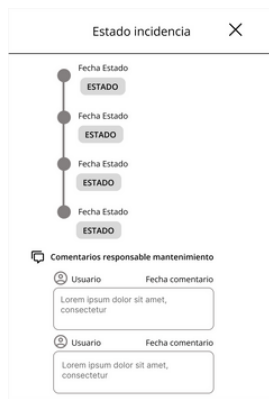 Estado incidencia
Fecha Estado
ESTADO
Fecha Estado
ESTADO
Fecha Estado
ESTADO
Fecha Estado
ESTADO
Comentarios responsable mantenimiento
Usuario Fecha comentario
Lorem ipsum dolor sit amet,
consectetur
Usuario Fecha comentario
Lorem ipsum dolor sit amet,
consectetur